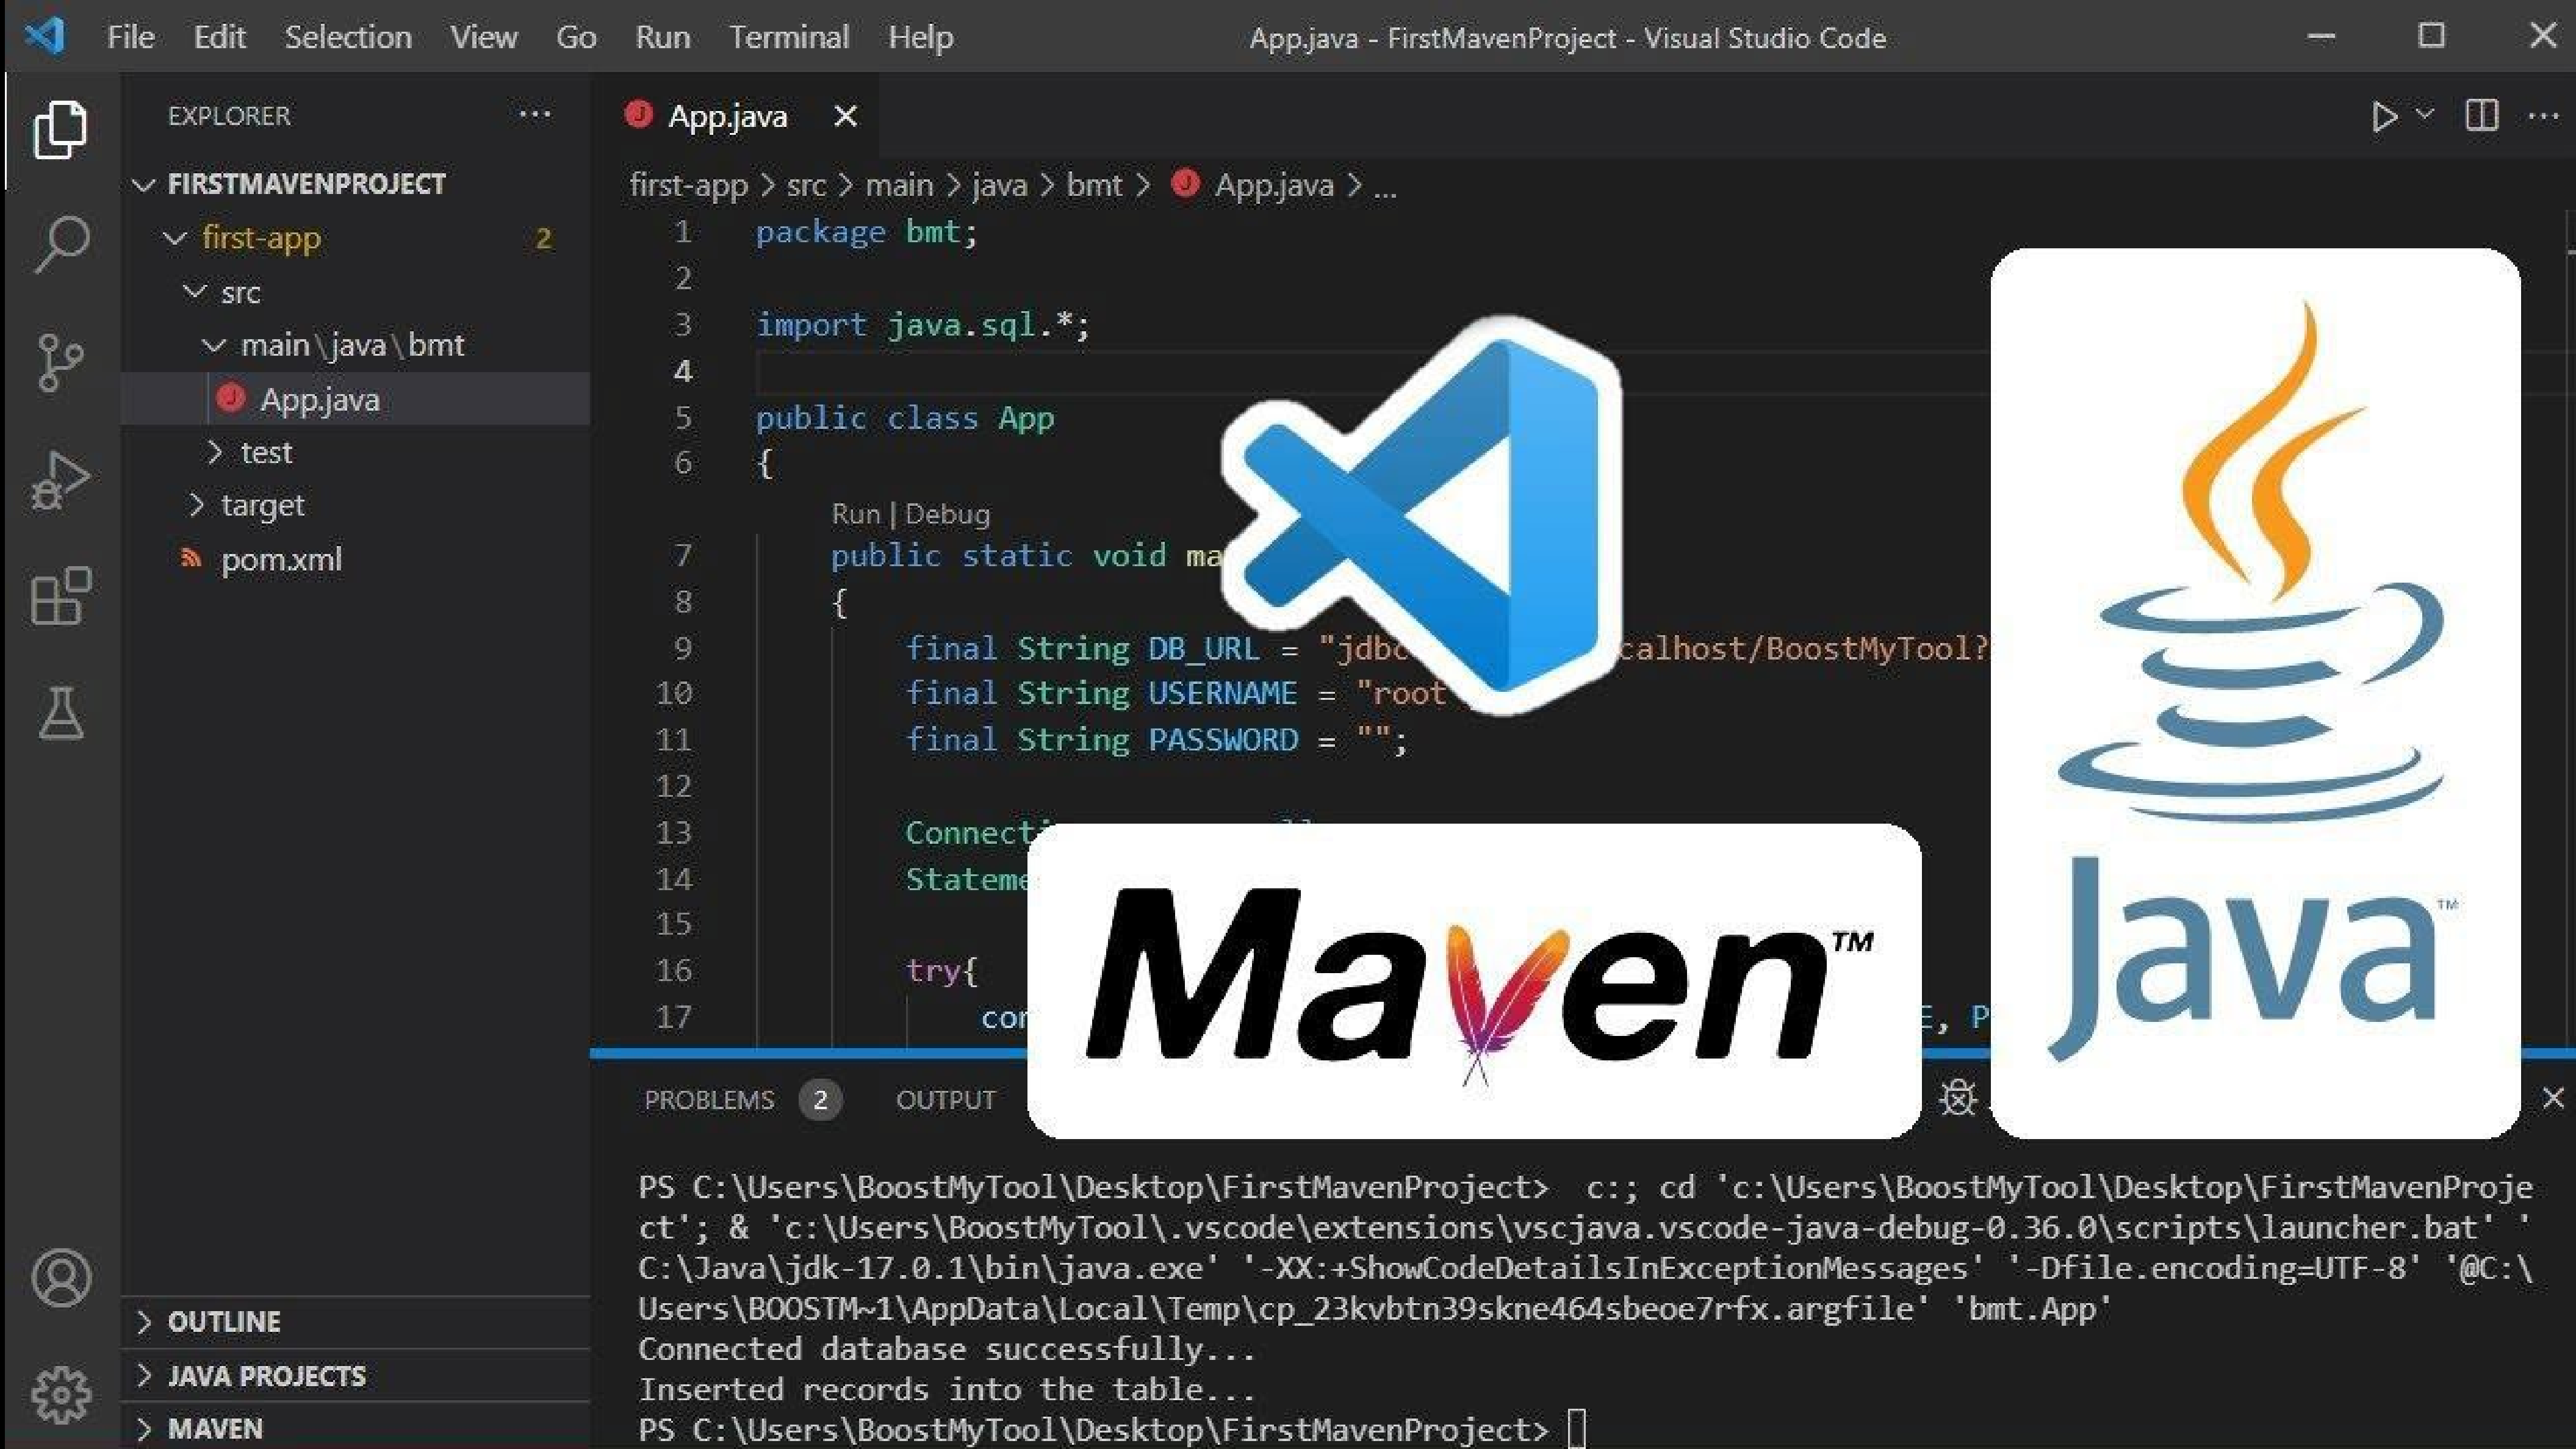 File Edit Selection View Go Run Terminal Help App.java - FirstMavenProject - Visual Studio Code
EXPLORER
FIRSTMAVENPROJECT
first-app 2
src
main\java\bmt
App.java
test
target
pom.xml
OUTLINE
JAVA PROJECTS
MAVEN
App.java
first-app > src > main > java > bmt > App.java > ...
1 package bmt;
2
3 import java.sql.*;
4
5 public class App
6 {
Run | Debug
7 public static void ma
8 {
9 final String DB_URL = "jdbc calhost/BoostMyTool?
10 final String USERNAME = "root
11 final String PASSWORD = "";
12
13 Connecti
14 Stateme
15
16 try{
17 con E, P
Maven™
Java™
PROBLEMS 2 OUTPUT
PS C:\Users\BoostMyTool\Desktop\FirstMavenProject>  c:; cd 'c:\Users\BoostMyTool\Desktop\FirstMavenProje
ct'; & 'c:\Users\BoostMyTool\.vscode\extensions\vscjava.vscode-java-debug-0.36.0\scripts\launcher.bat' '
C:\Java\jdk-17.0.1\bin\java.exe' '-XX:+ShowCodeDetailsInExceptionMessages' '-Dfile.encoding=UTF-8' '@C:\
Users\BOOSTM~1\AppData\Local\Temp\cp_23kvbtn39skne464sbeoe7rfx.argfile' 'bmt.App'
Connected database successfully...
Inserted records into the table...
PS C:\Users\BoostMyTool\Desktop\FirstMavenProject>